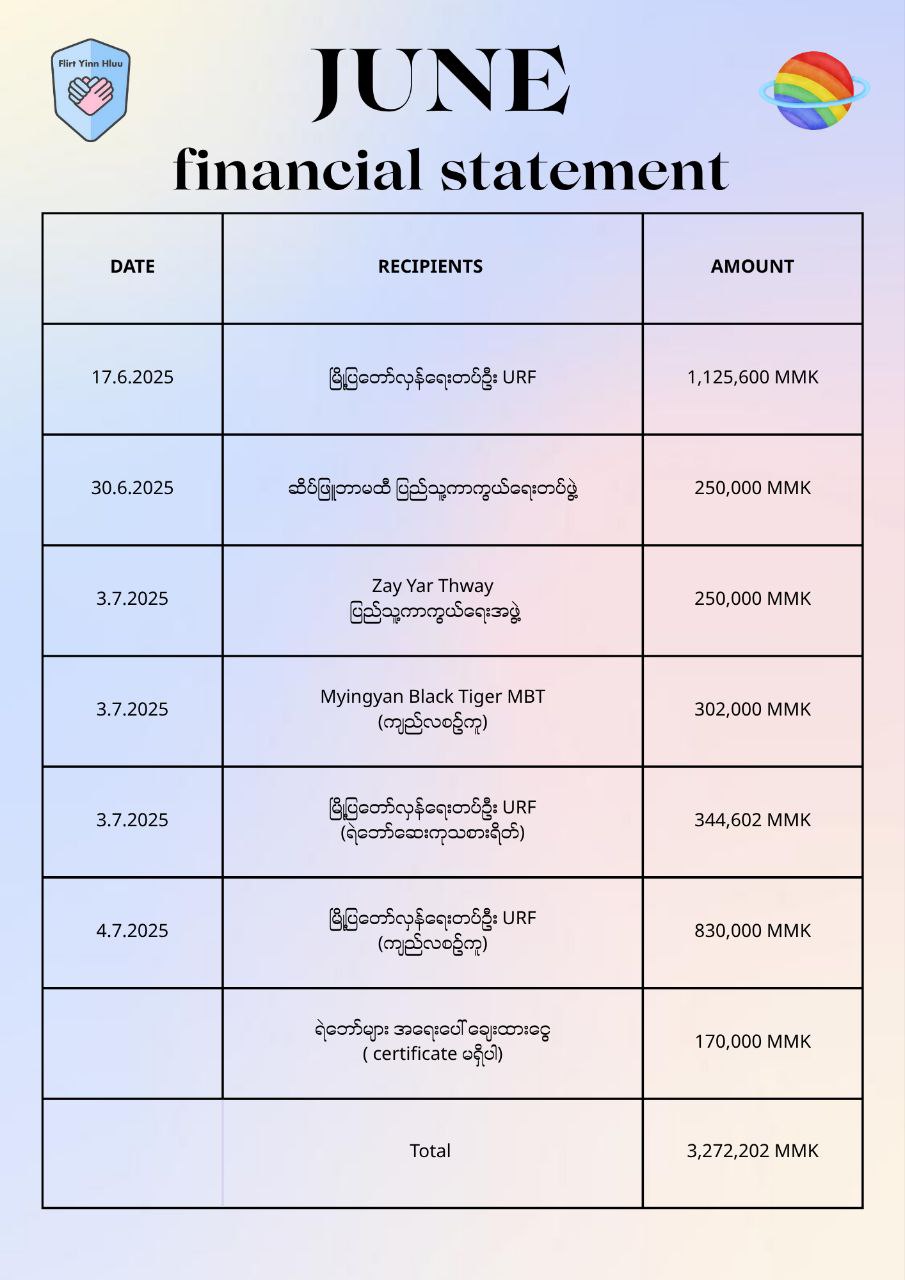 Flirt Yinn Hluu
JUNE
financial statement
DATE
RECIPIENTS
AMOUNT
17.6.2025
မြို့ပြတော်လှန်ရေးတပ်ဦး URF
1,125,600 MMK
30.6.2025
ဆိပ်ဖြူဘာမထီ ပြည်သူ့ကာကွယ်ရေးတပ်ဖွဲ့
250,000 MMK
3.7.2025
Zay Yar Thway
ပြည်သူ့ကာကွယ်ရေးအဖွဲ့
250,000 MMK
3.7.2025
Myingyan Black Tiger MBT
(ကျည်လစဥ်ကူ)
302,000 MMK
3.7.2025
မြို့ပြတော်လှန်ရေးတပ်ဦး URF
(ရဲဘော်ဆေးကုသစားရိတ်)
344,602 MMK
4.7.2025
မြို့ပြတော်လှန်ရေးတပ်ဦး URF
(ကျည်လစဥ်ကူ)
830,000 MMK
ရဲဘော်များ အရေးပေါ် ချေးထားငွေ
( certificate မရှိပါ)
170,000 MMK
Total
3,272,202 MMK